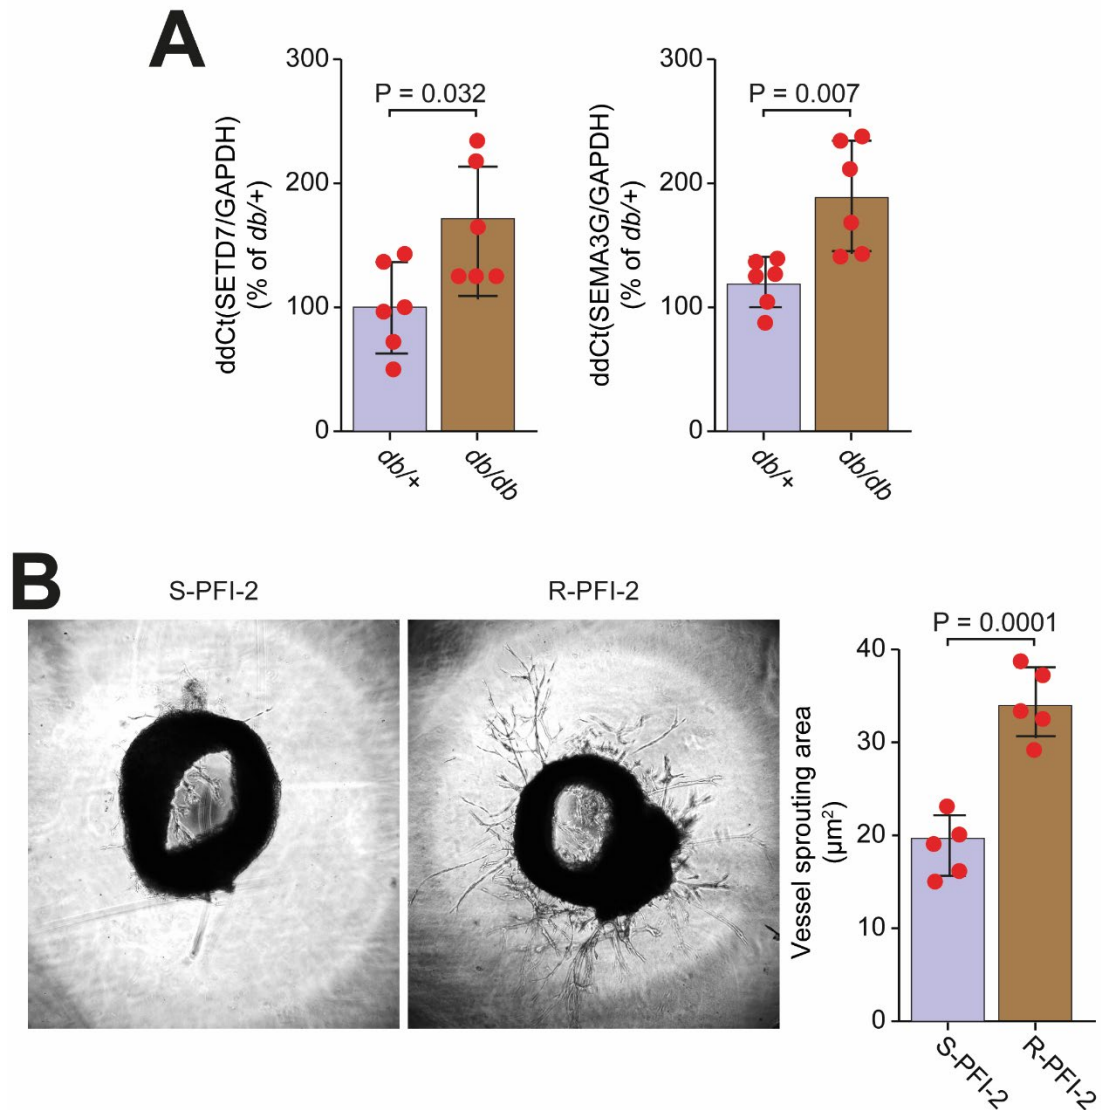 A
ddCt(SETD7/GAPDH)
(% of db/+)
300
200
100
0
P = 0.032
db/+
db/db
ddCt(SEMA3G/GAPDH)
(% of db/+)
300
200
100
0
P = 0.007
db/+
db/db
B
S-PFI-2
R-PFI-2
Vessel sprouting area
(µm²)
40
30
20
10
0
P = 0.0001
S-PFI-2
R-PFI-2